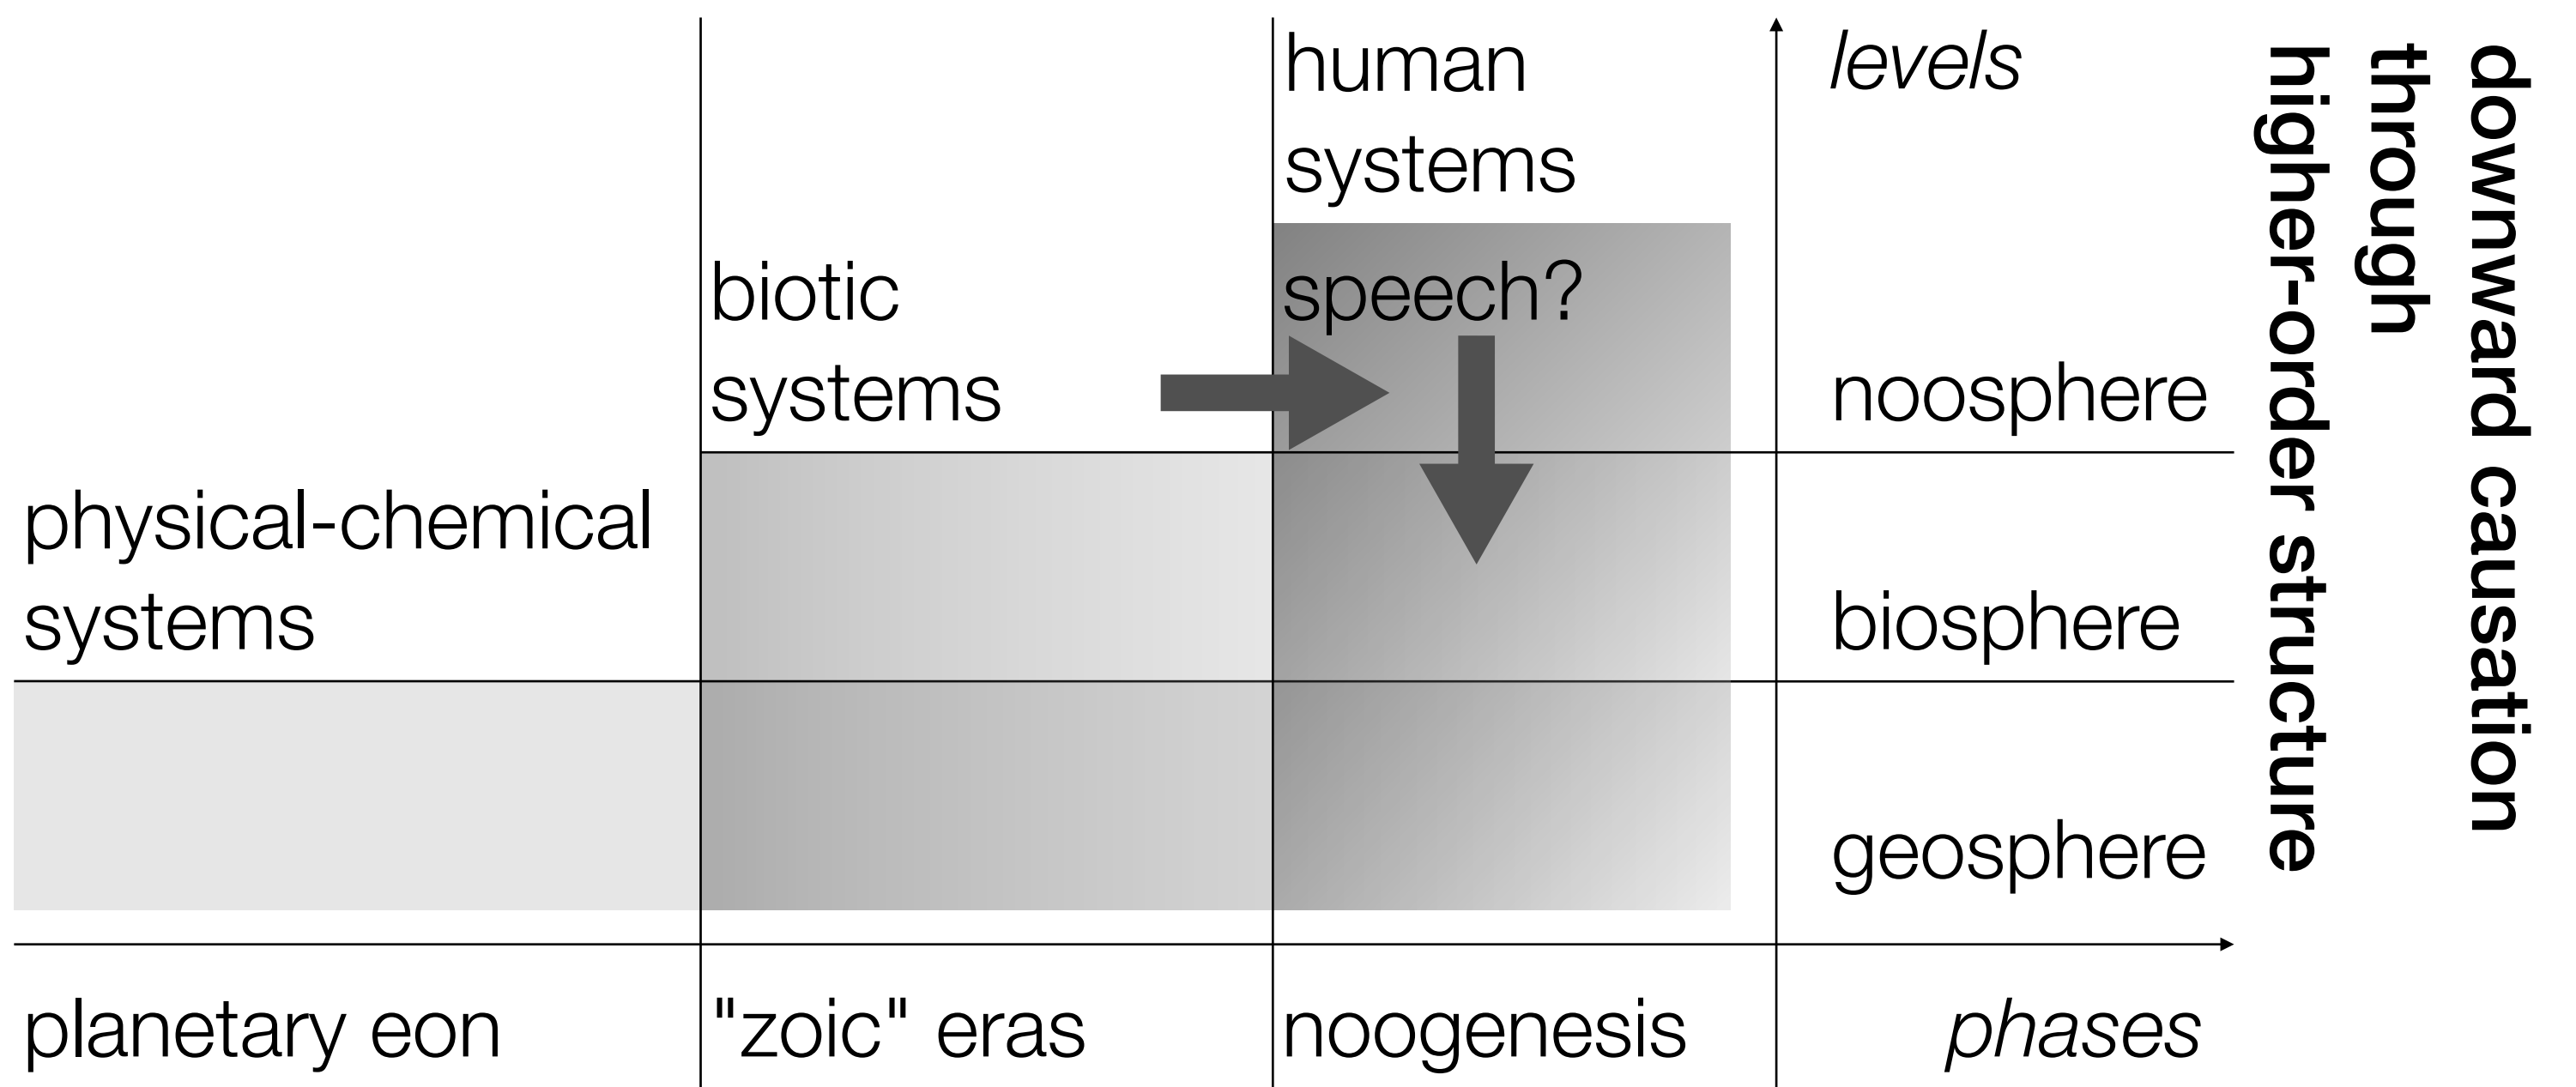 human
systems
levels
biotic
systems
speech?
noosphere
physical-chemical
systems
biosphere
geosphere
planetary eon
"zoic" eras
noogenesis
phases
downward causation
through
higher-order structure